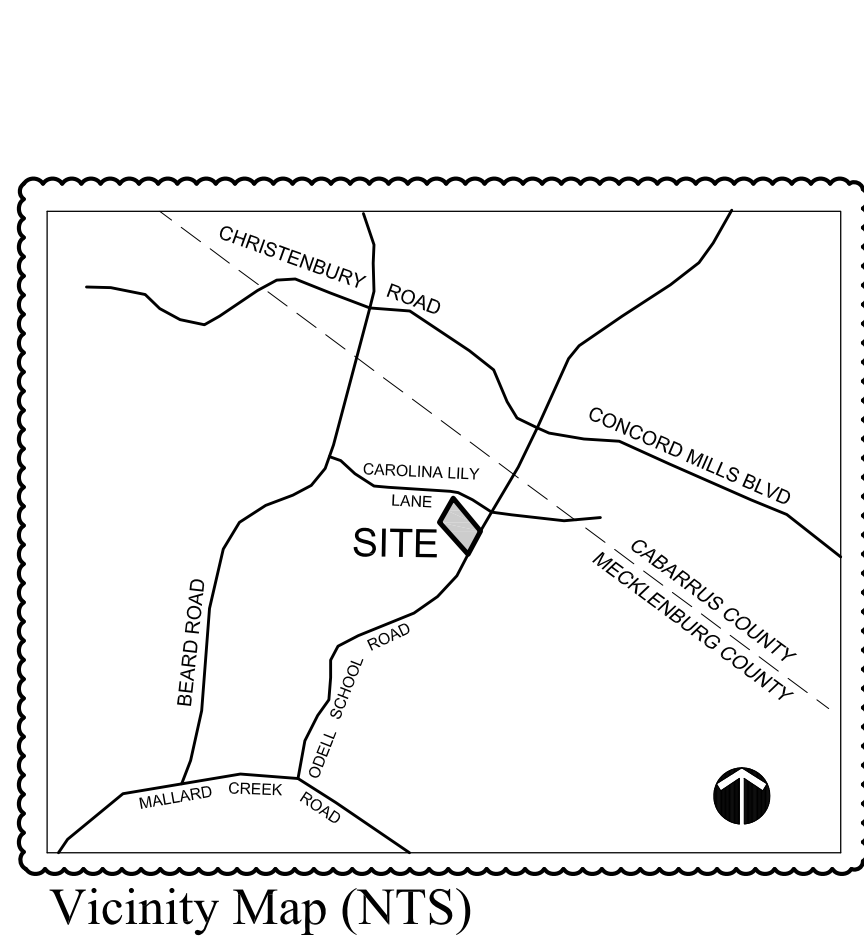 CHRISTENBURY ROAD
CONCORD MILLS BLVD
CAROLINA LILY
LANE
SITE
CABARRUS COUNTY
MECKLENBURG COUNTY
BEARD ROAD
ODELL SCHOOL ROAD
MALLARD CREEK ROAD
Vicinity Map (NTS)